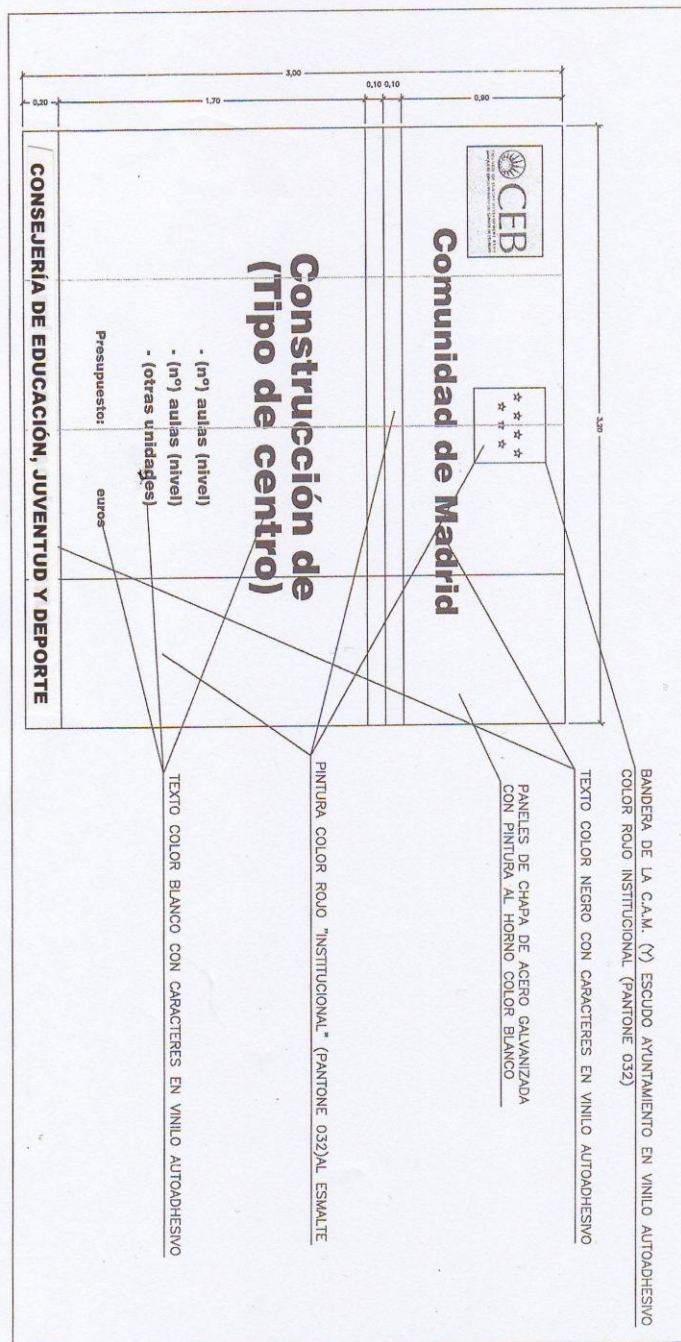 3,20
3,00
0,90
0,10
0,10
1,70
0,20
CEB
Comunidad de Madrid
Construcción de
(Tipo de centro)
- (nº) aulas (nivel)
- (nº) aulas (nivel)
- (otras unidades)
Presupuesto: euros
CONSEJERÍA DE EDUCACIÓN, JUVENTUD Y DEPORTE
BANDERA DE LA C.A.M. (Y) ESCUDO AYUNTAMIENTO EN VINILO AUTOADHESIVO
COLOR ROJO INSTITUCIONAL (PANTONE 032)
TEXTO COLOR NEGRO CON CARACTERES EN VINILO AUTOADHESIVO
PANELES DE CHAPA DE ACERO GALVANIZADA
CON PINTURA AL HORNO COLOR BLANCO
PINTURA COLOR ROJO "INSTITUCIONAL" (PANTONE 032)AL ESMALTE
TEXTO COLOR BLANCO CON CARACTERES EN VINILO AUTOADHESIVO